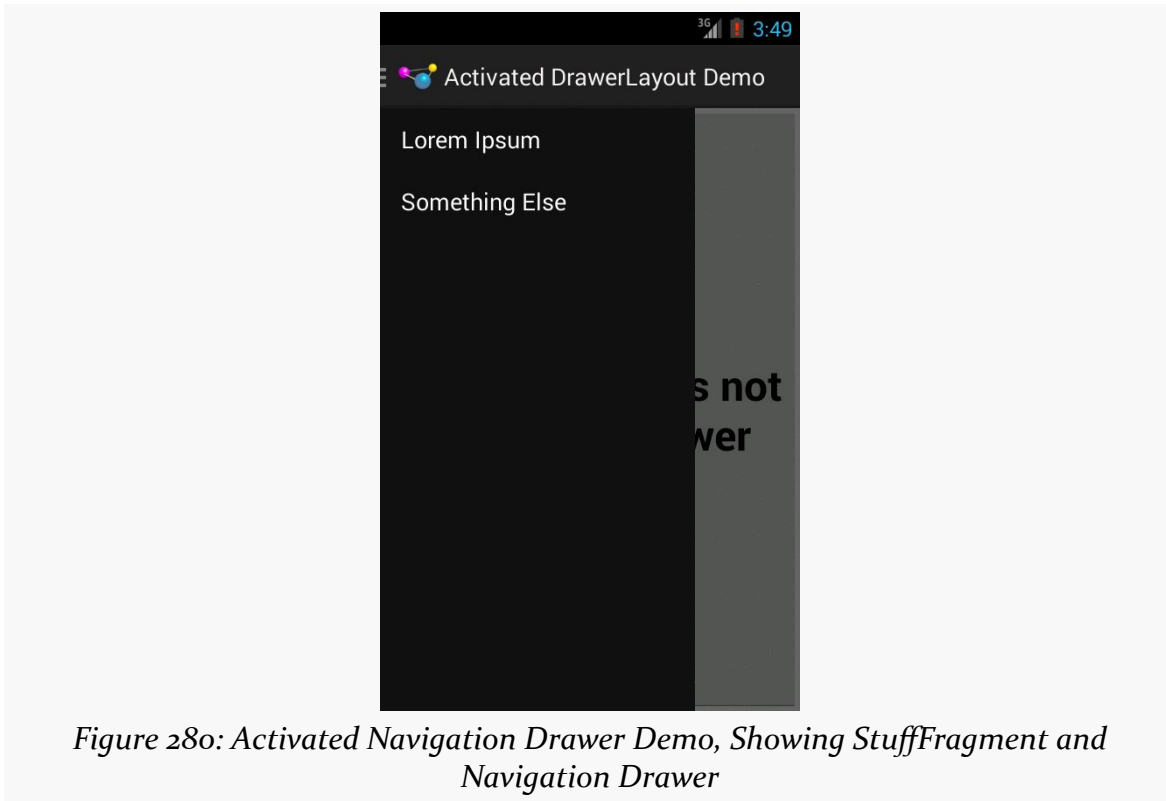 3G 3:49
Activated DrawerLayout Demo
Lorem Ipsum
Something Else
s not
wer
Figure 280: Activated Navigation Drawer Demo, Showing StuffFragment and
Navigation Drawer